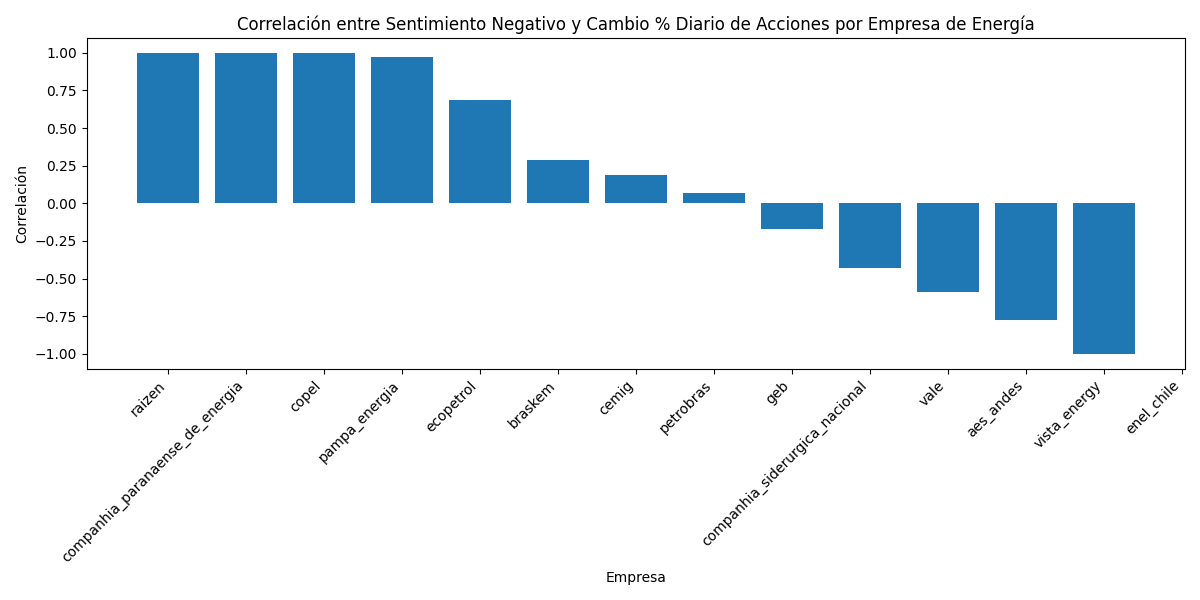 Correlación entre Sentimiento Negativo y Cambio % Diario de Acciones por Empresa de Energía
Correlación
1.00
0.75
0.50
0.25
0.00
−0.25
−0.50
−0.75
−1.00
raizen
companhia_paranaense_de_energia
copel
pampa_energia
ecopetrol
braskem
cemig
petrobras
geb
companhia_siderurgica_nacional
vale
aes_andes
vista_energy
enel_chile
Empresa